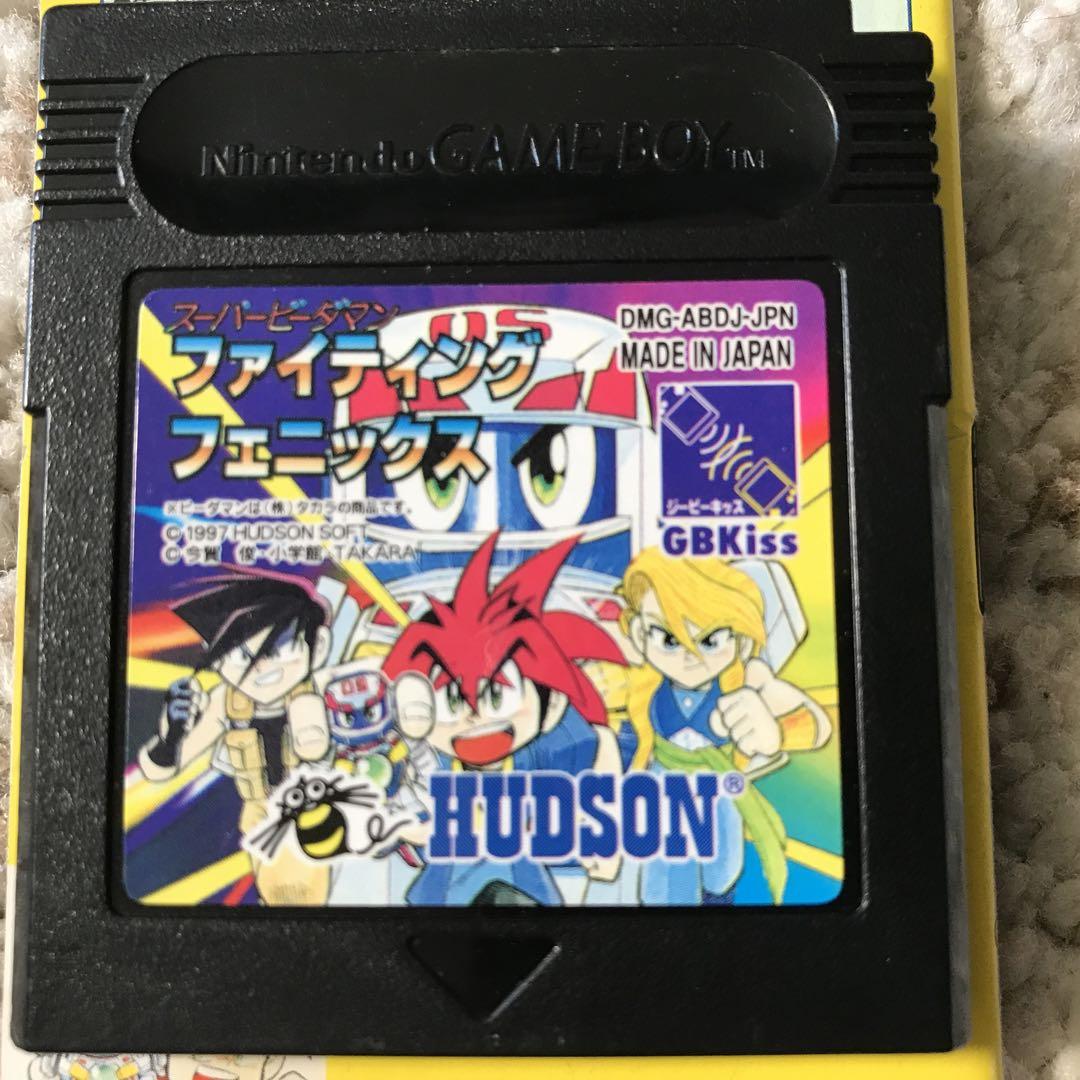 Nintendo GAME BOY TM
スーパービーダマン
ファイティング
フェニックス
※ビーダマンは(株)タカラの商品です。
© 1997 HUDSON SOFT
© 今賀 俊・小学館・TAKARA
DMG-ABDJ-JPN
MADE IN JAPAN
ジービーキッス
GBKiss
HUDSON®